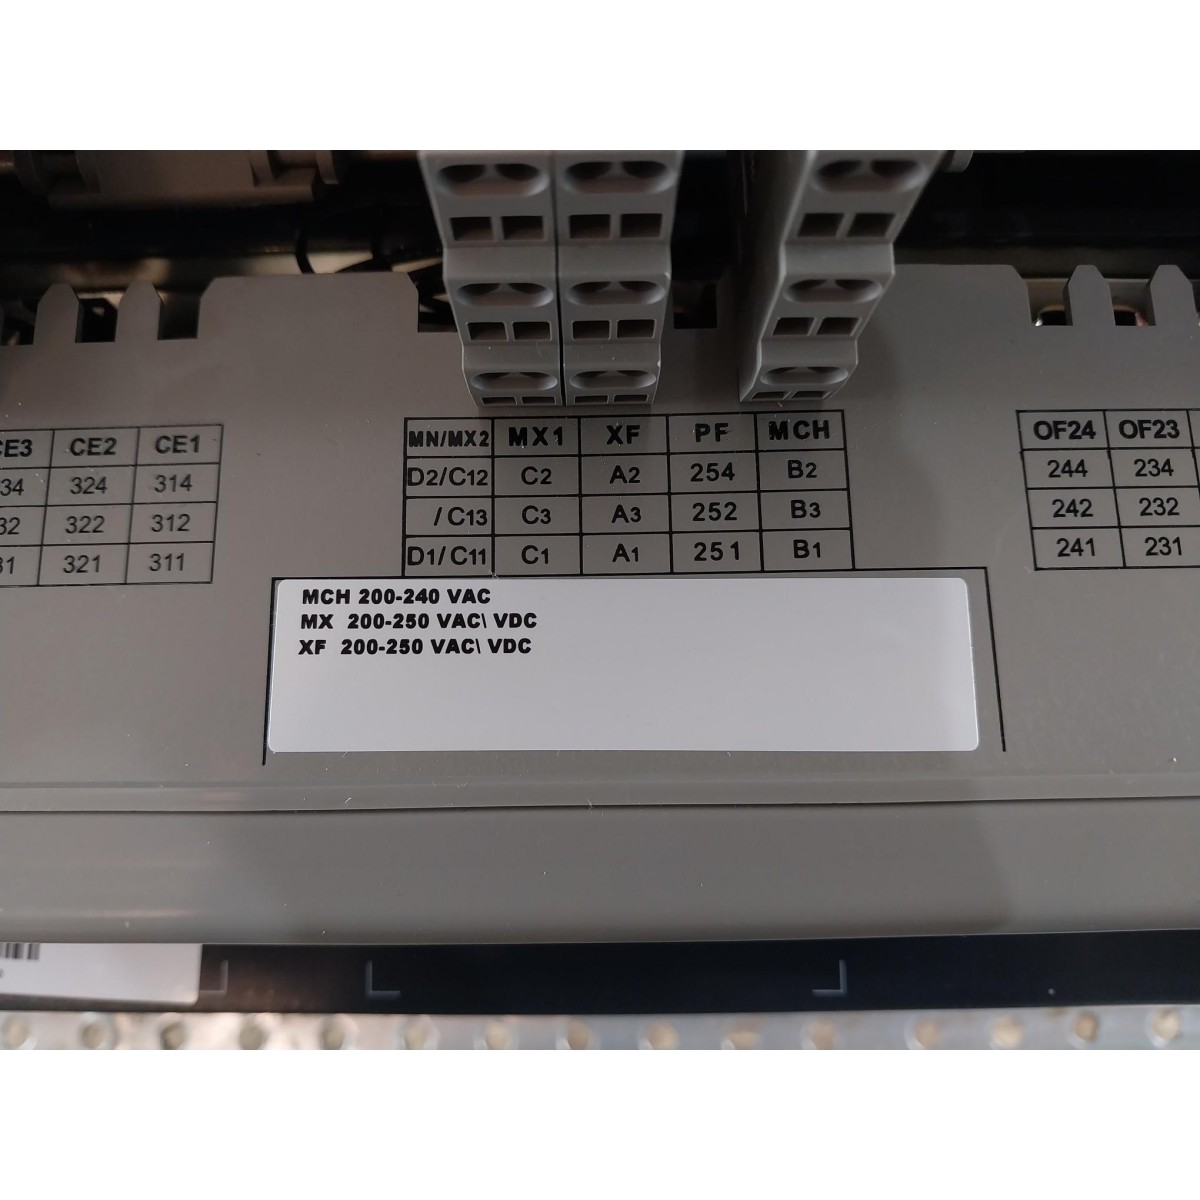 CE2 CE1
324 314
322 312
321 311
MN/MX2 MX1 XF PF MCH
D2/C12 C2 A2 254 B2
/C13 C3 A3 252 B3
D1/C11 C1 A1 251 B1
OF24 OF23
244 234
242 232
241 231
MCH 200-240 VAC
MX 200-250 VAC\ VDC
XF 200-250 VAC\ VDC